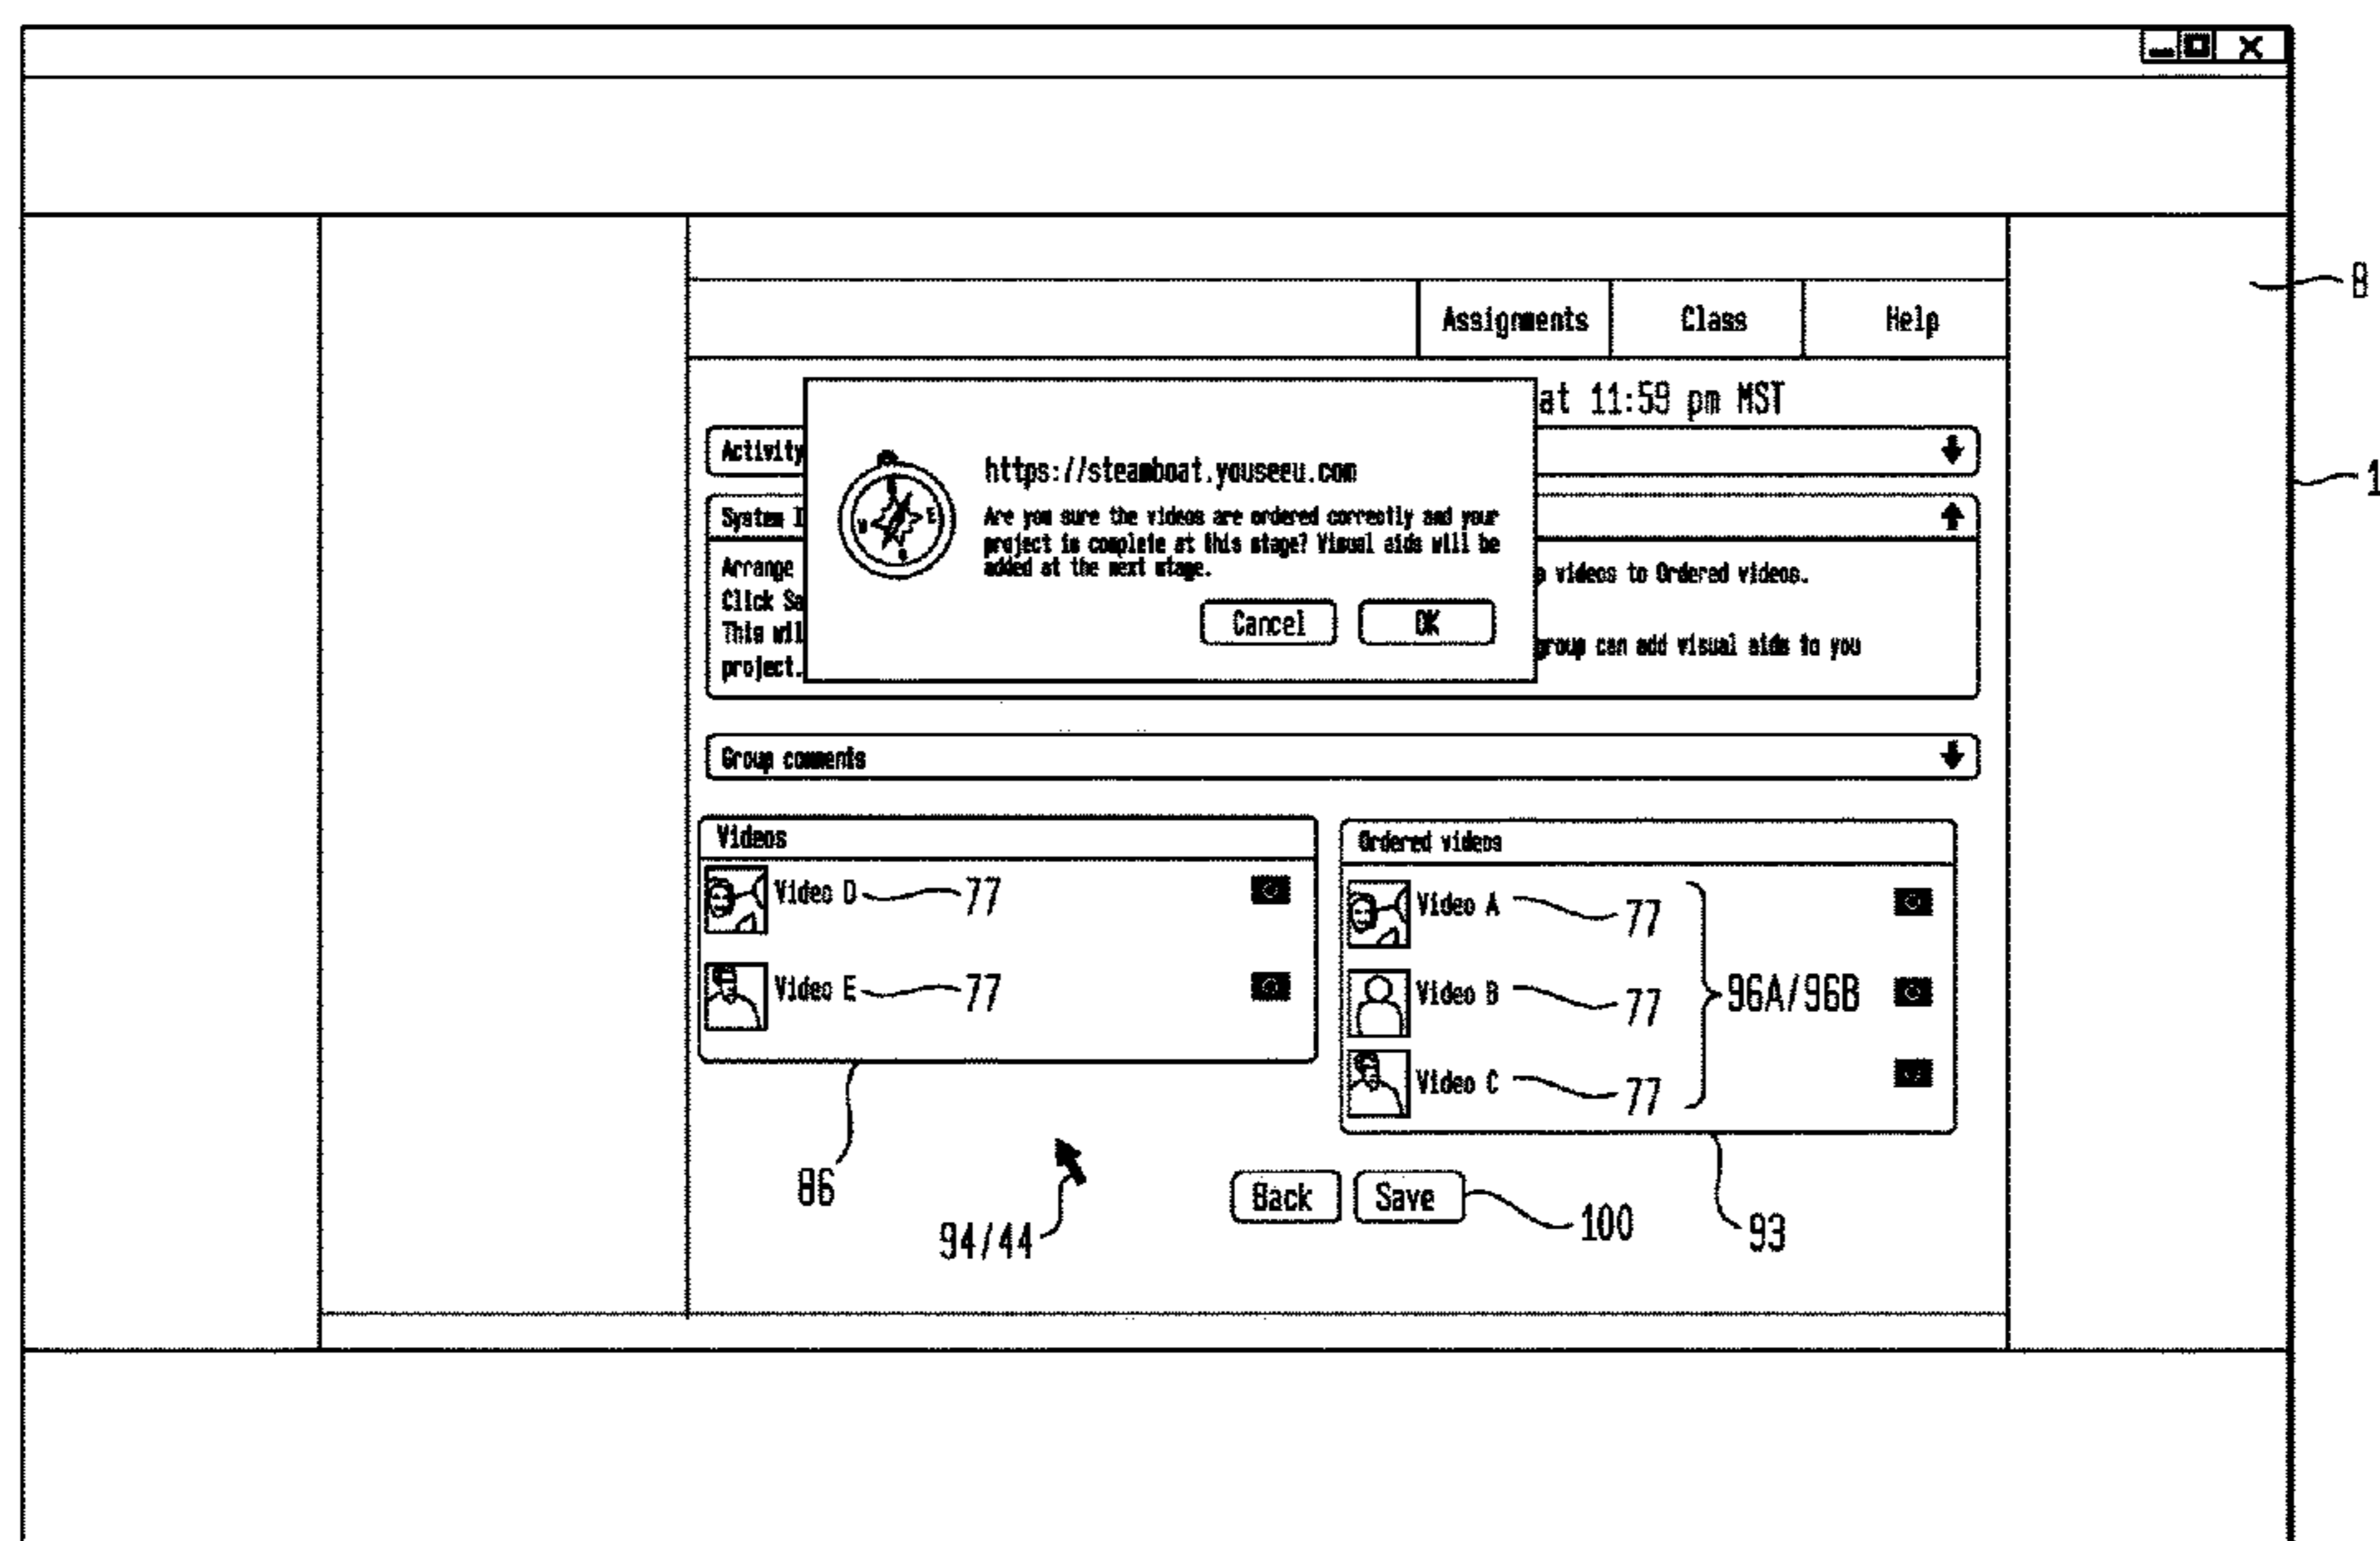 8
1
Assignments Class Help
at 11:59 pm MST
Activity
https://steamboat.youseeu.com
Are you sure the videos are ordered correctly and your
project is complete at this stage? Visual aids will be
added at the next stage.
Cancel OK
System I
Arrange
videos to Ordered videos.
Click Sa
This wil
group can add visual aids to you
project.
Group comments
Videos
Video D 77
Video E 77
86
Ordered videos
Video A 77
Video B 77
96A/96B
Video C 77
94/44
Back Save
100
93